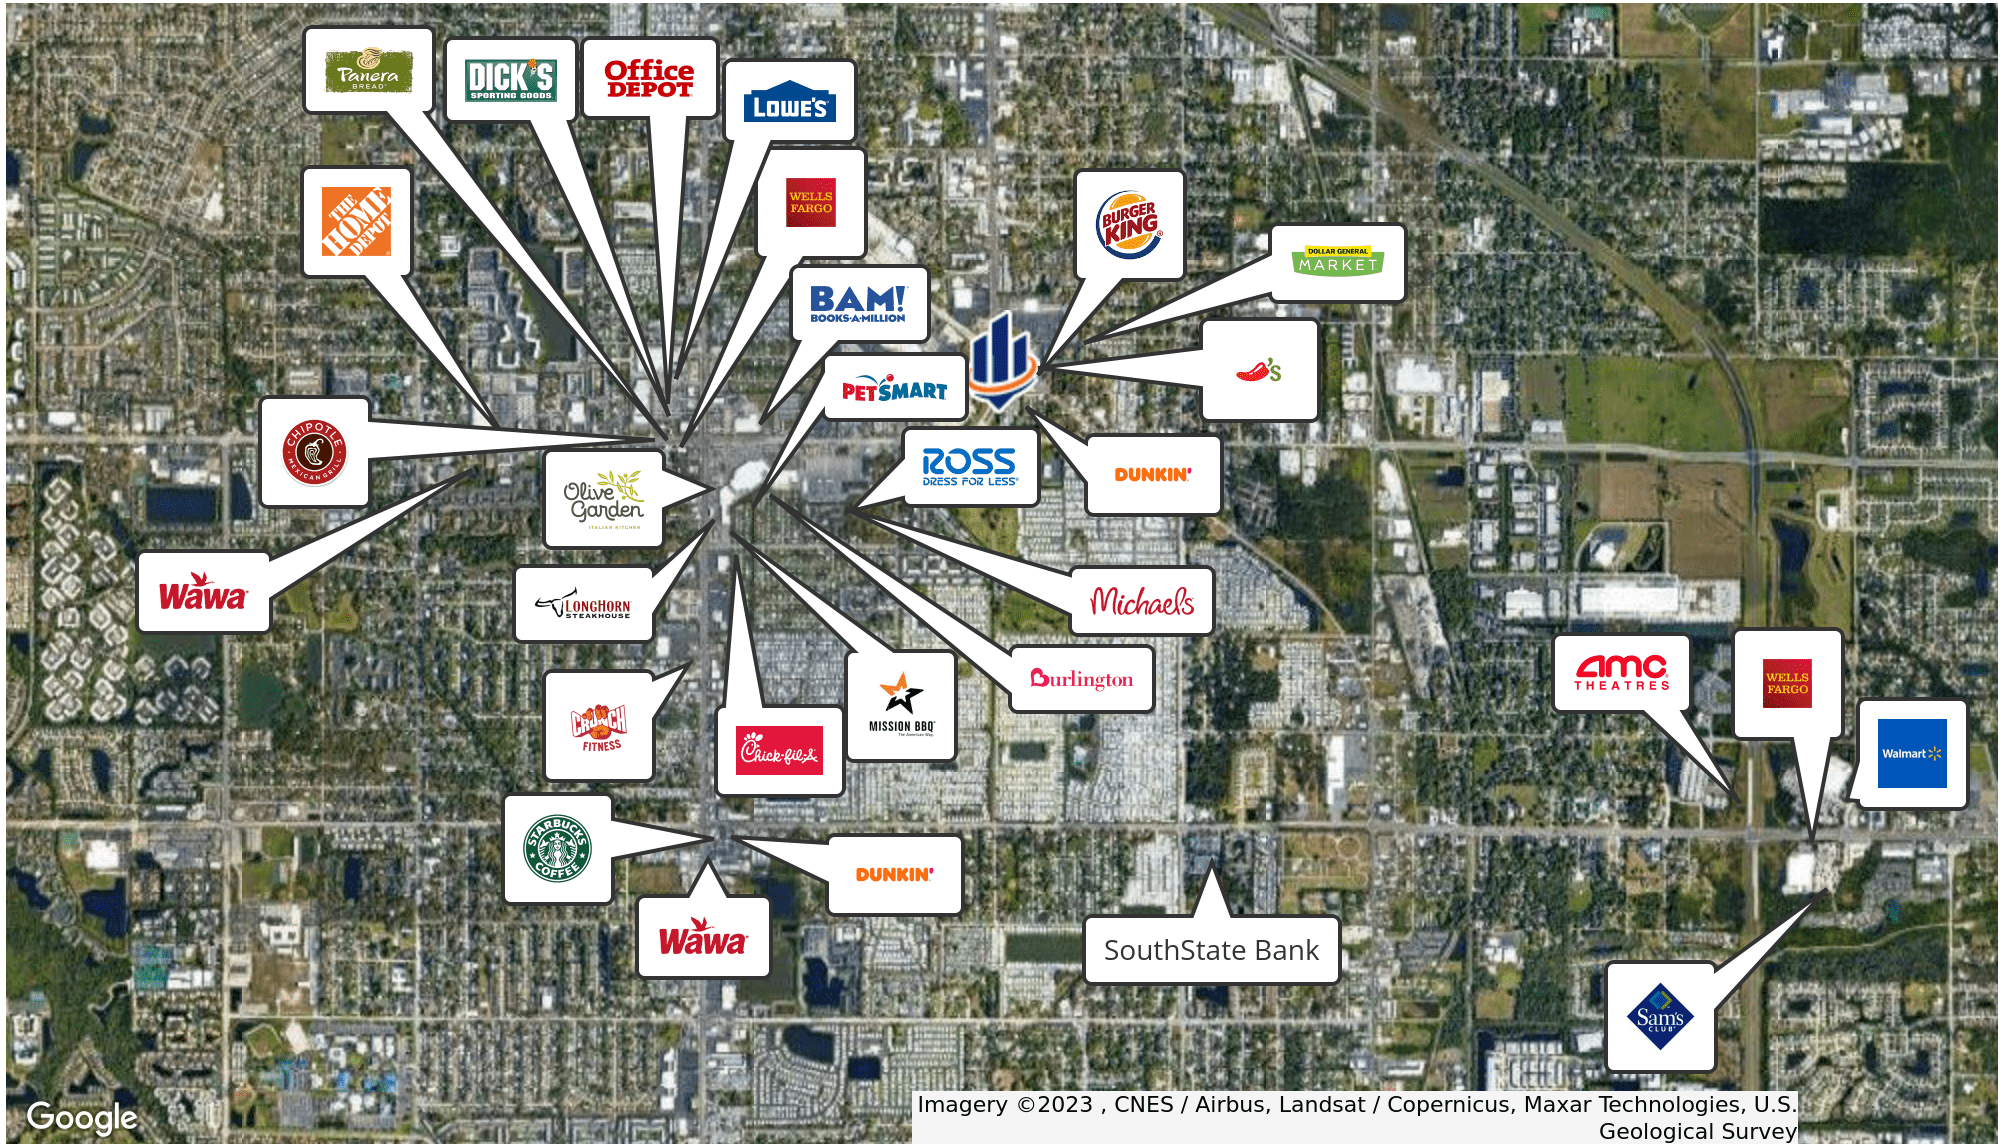 Panera
BREAD
DICK'S
SPORTING GOODS
Office
DEPOT
LOWE'S
THE
HOME
DEPOT
WELLS
FARGO
BURGER
KING
DOLLAR GENERAL
MARKET
BAM!
BOOKS-A-MILLION
PETSMART
'S
CHIPOTLE
MEXICAN GRILL
Olive
Garden
ITALIAN KITCHEN
ROSS
DRESS FOR LESS
DUNKIN'
Wawa
LONGHORN
STEAKHOUSE
Michaels
Burlington
CRUNCH
FITNESS
MISSION BBQ
The American Way.
Chick-fil-A
AMC
THEATRES
WELLS
FARGO
Walmart
STARBUCKS
COFFEE
DUNKIN'
Wawa
SouthState Bank
Sam's
CLUB
Google
Imagery ©2023 , CNES / Airbus, Landsat / Copernicus, Maxar Technologies, U.S.
Geological Survey